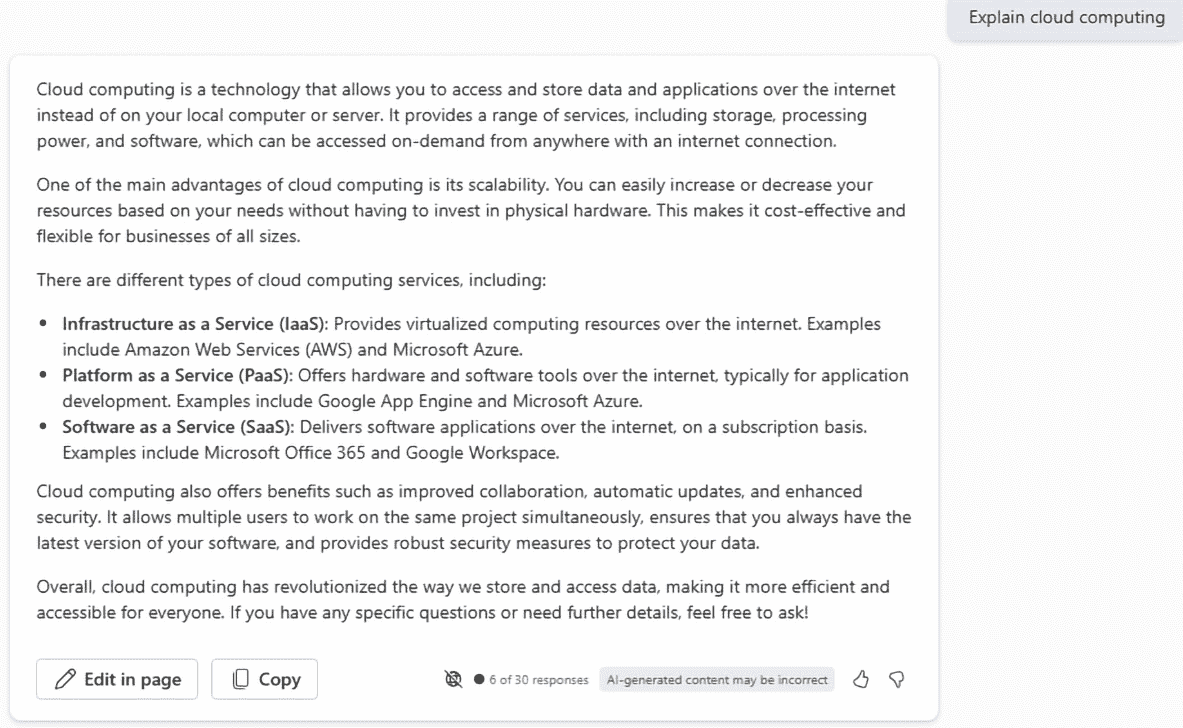 Explain cloud computing
Cloud computing is a technology that allows you to access and store data and applications over the internet
instead of on your local computer or server. It provides a range of services, including storage, processing
power, and software, which can be accessed on-demand from anywhere with an internet connection.
One of the main advantages of cloud computing is its scalability. You can easily increase or decrease your
resources based on your needs without having to invest in physical hardware. This makes it cost-effective and
flexible for businesses of all sizes.
There are different types of cloud computing services, including:
• Infrastructure as a Service (IaaS): Provides virtualized computing resources over the internet. Examples
include Amazon Web Services (AWS) and Microsoft Azure.
• Platform as a Service (PaaS): Offers hardware and software tools over the internet, typically for application
development. Examples include Google App Engine and Microsoft Azure.
• Software as a Service (SaaS): Delivers software applications over the internet, on a subscription basis.
Examples include Microsoft Office 365 and Google Workspace.
Cloud computing also offers benefits such as improved collaboration, automatic updates, and enhanced
security. It allows multiple users to work on the same project simultaneously, ensures that you always have the
latest version of your software, and provides robust security measures to protect your data.
Overall, cloud computing has revolutionized the way we store and access data, making it more efficient and
accessible for everyone. If you have any specific questions or need further details, feel free to ask!
Edit in page Copy 6 of 30 responses AI-generated content may be incorrect